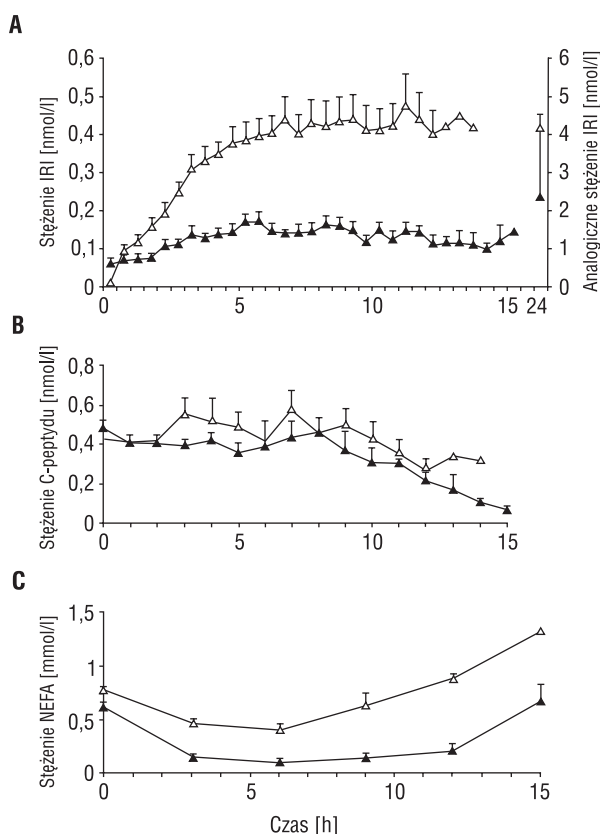 A
Stężenie IRI [nmol/l]
0,6
0,5
0,4
0,3
0,2
0,1
0
6
5
4
3
2
1
0
Analogiczne stężenie IRI [nmol/l]
0 5 10 15 24
B
Stężenie C-peptydu [nmol/l]
0,8
0,6
0,4
0,2
0
0 5 10 15
C
Stężenie NEFA [mmol/l]
1,5
1
0,5
0
0 5 10 15
Czas [h]